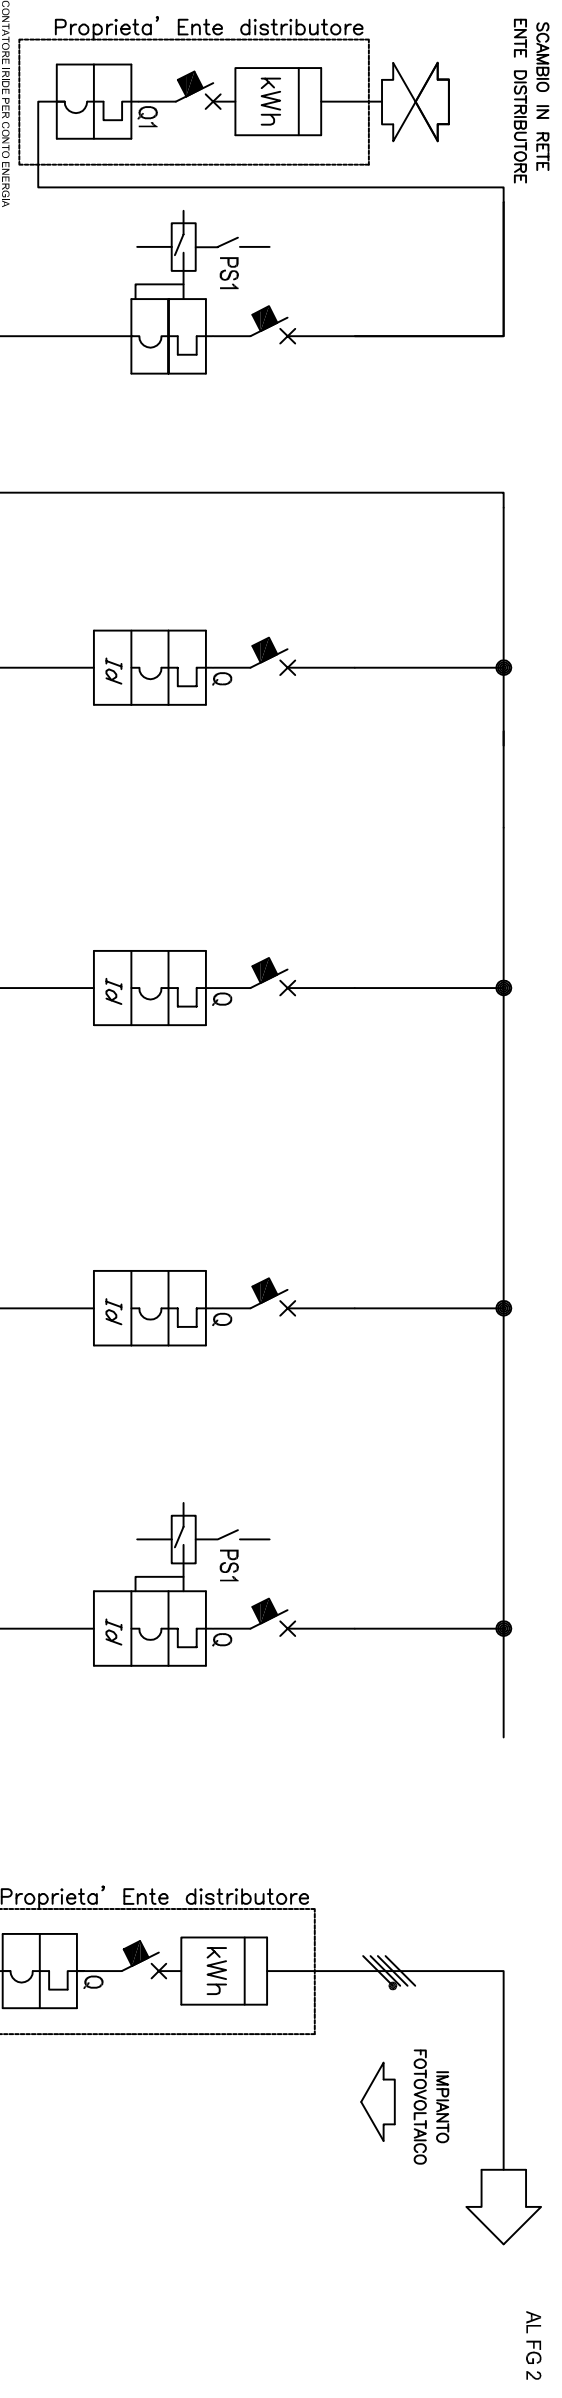 SCAMBIO IN RETE
ENTE DISTRIBUTORE
Proprieta' Ente distributore
kWh
Q1
CONTATORE IRIDE PER CONTO ENERGIA
PS1
Q
Id
Q
Id
Q
Id
PS1
Q
Id
Proprieta' Ente distributore
kWh
Q
IMPIANTO
FOTOVOLTAICO
AL FG 2